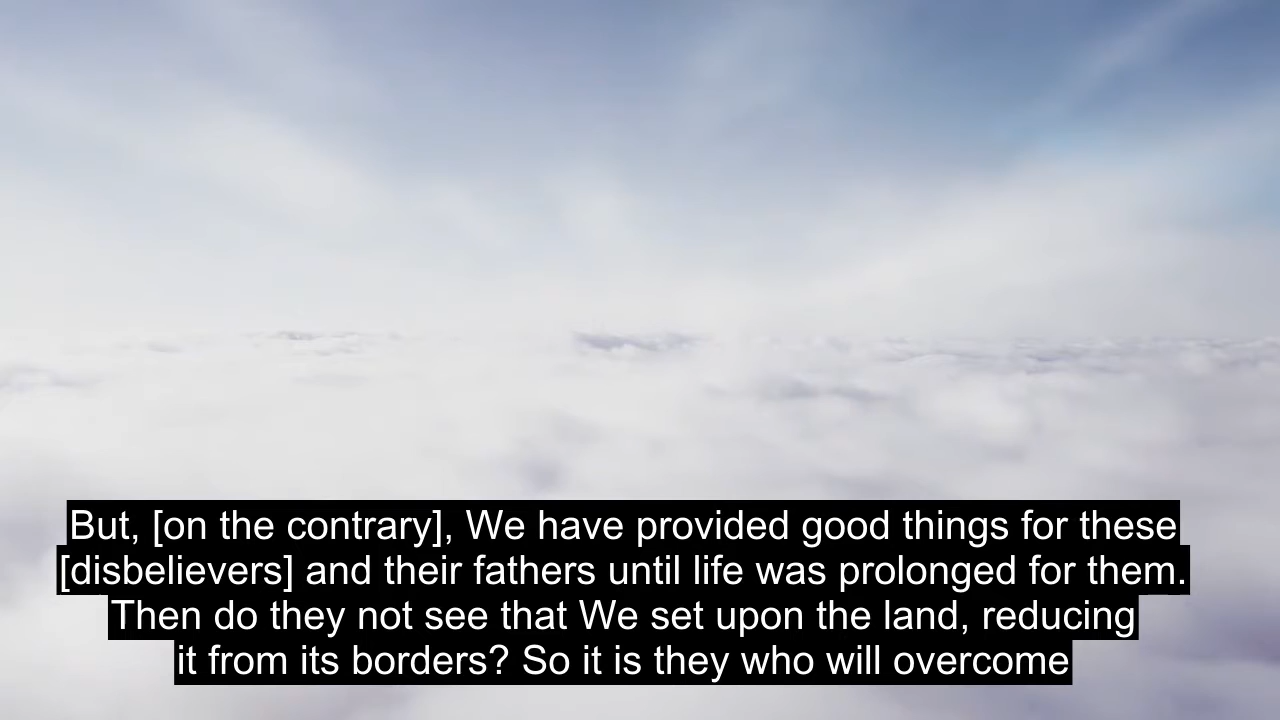 But, [on the contrary], We have provided good things for these
[disbelievers] and their fathers until life was prolonged for them.
Then do they not see that We set upon the land, reducing
it from its borders? So it is they who will overcome